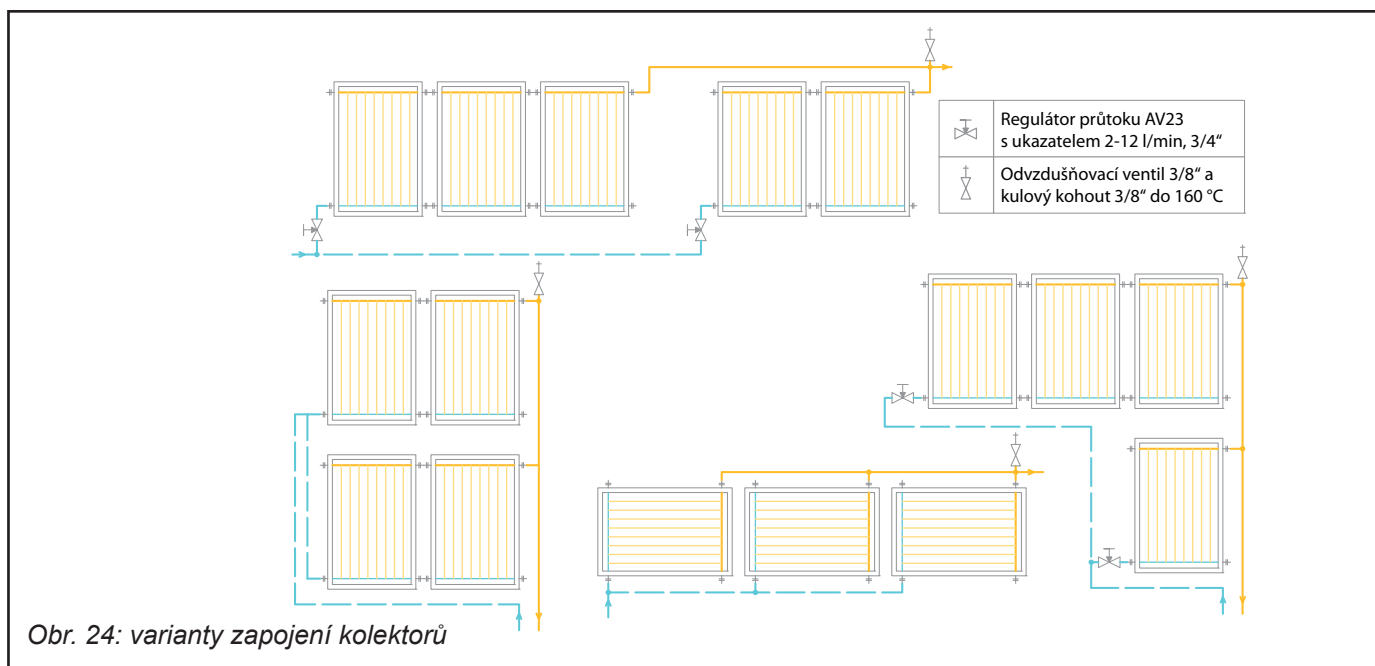 Regulátor průtoku AV23
s ukazatelem 2-12 l/min, 3/4“
Odvzdušňovací ventil 3/8“ a
kulový kohout 3/8“ do 160 °C
Obr. 24: varianty zapojení kolektorů